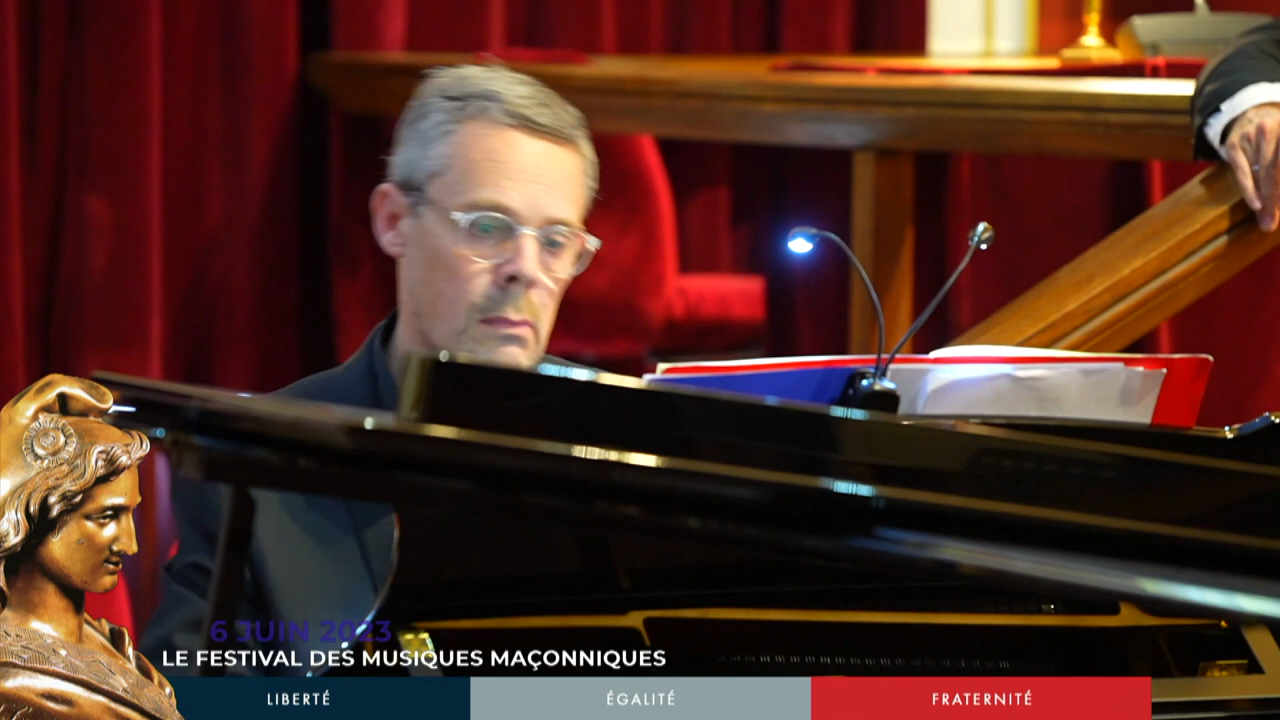 6 JUIN 2023
LE FESTIVAL DES MUSIQUES MAÇONNIQUES
LIBERTÉ ÉGALITÉ FRATERNITÉ